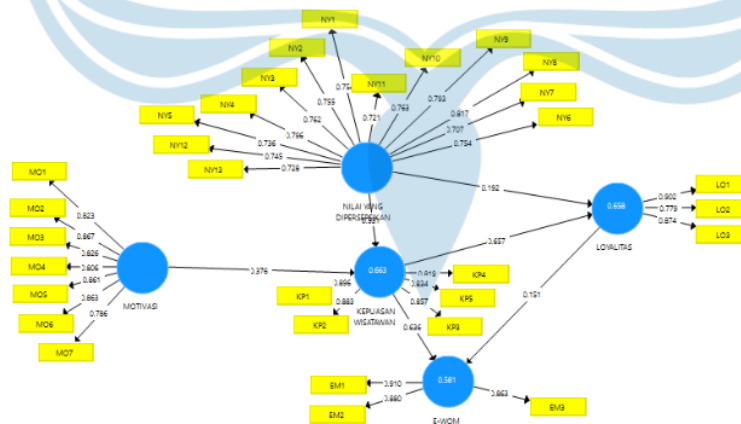 NY1
NY2
NY9
NY10
NY3
NY11
NY8
NY4
NY7
NY5
NY6
NY12
NY13
0.755
0.762
0.763
0.793
0.721
0.817
0.796
0.707
0.736
0.754
0.745
0.728
NILAI YANG
DIPERSEPSIKAN
0.192
MO1
MO2
MO3
MO4
MO5
MO6
MO7
0.823
0.867
0.826
0.806
0.861
0.863
0.786
MOTIVASI
0.376
0.658
LOYALITAS
0.902
0.779
0.874
LO1
LO2
LO3
0.657
0.663
KEPUASAN
WISATAWAN
KP1
KP2
KP4
KP5
KP3
0.896
0.883
0.819
0.834
0.857
0.636
0.151
0.581
E-WOM
EM1
EM2
EM3
0.910
0.880
0.863